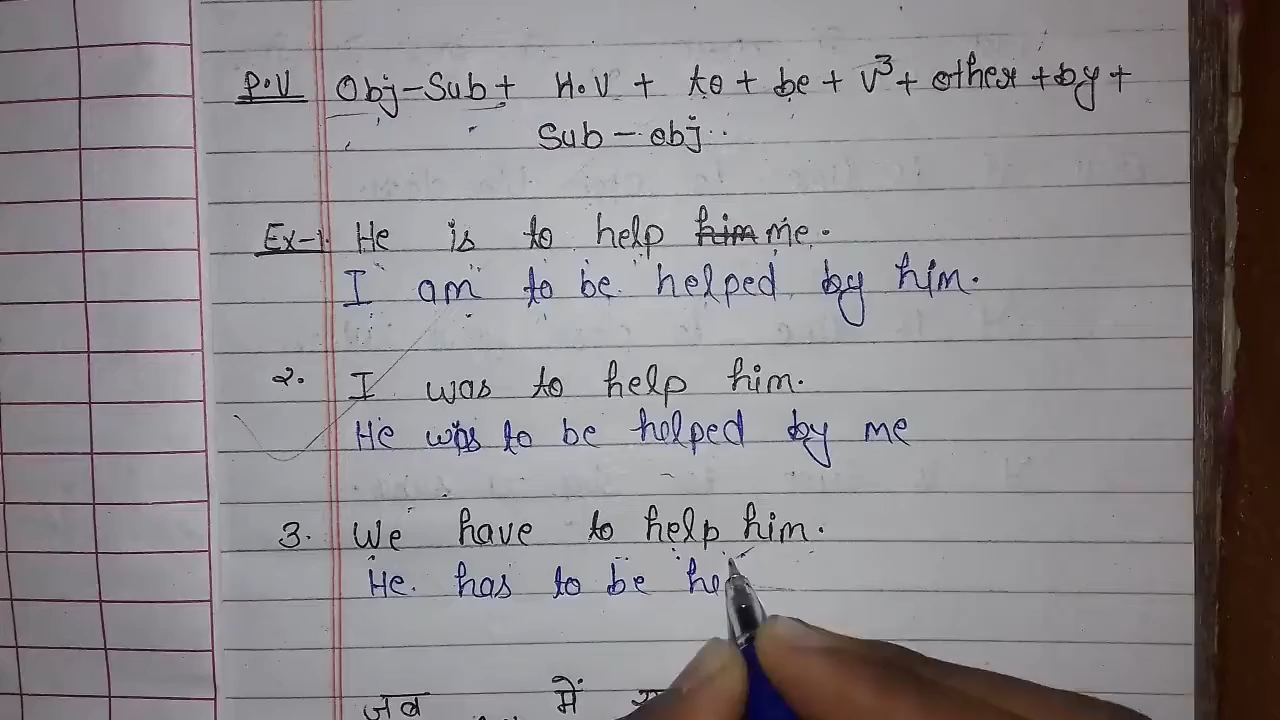 P.V Obj-Sub + H.V + to + be + V³ + other + by +
Sub - obj.
Ex-1. He is to help him me.
I am to be helped by him.
2. I was to help him.
He was to be helped by me
3. We have to help him.
He has to be he
जब में